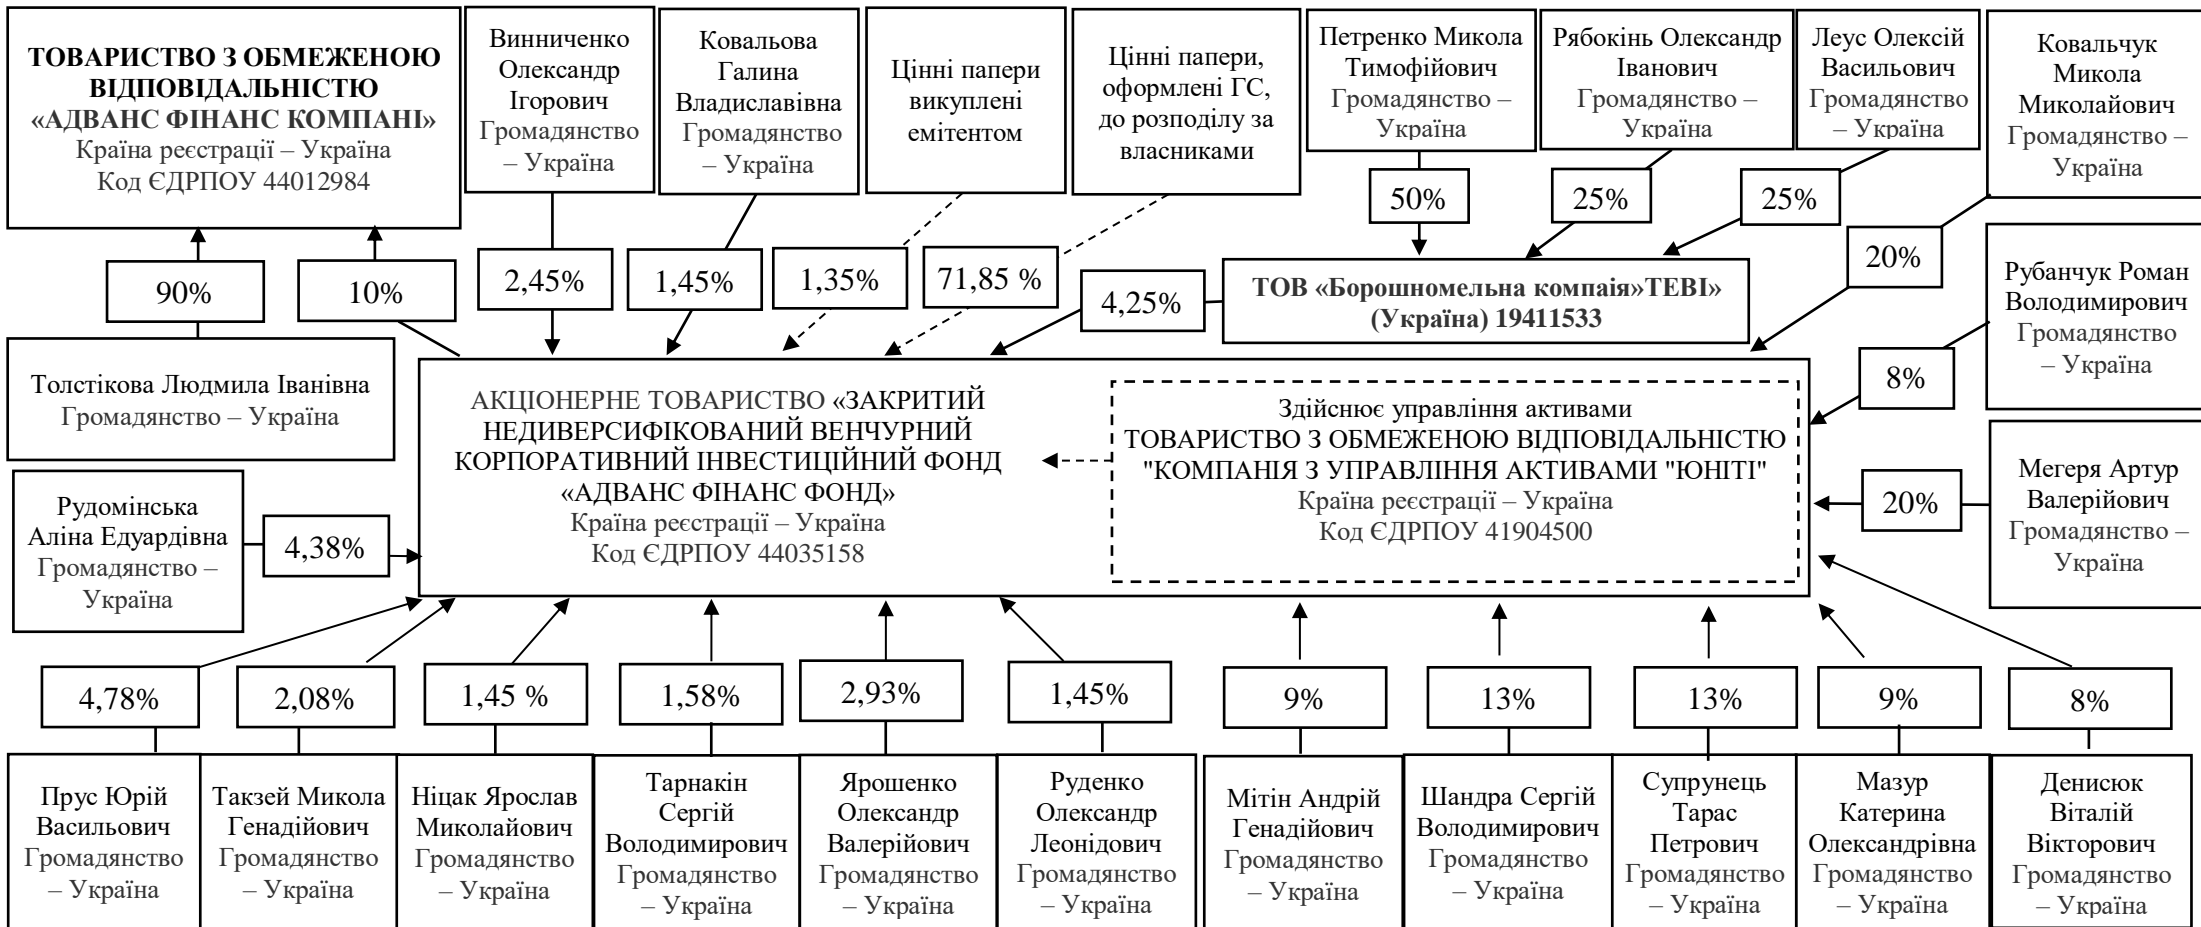 ТОВАРИСТВО З ОБМЕЖЕНОЮ
ВІДПОВІДАЛЬНІСТЮ
«АДВАНС ФІНАНС КОМПАНІ»
Країна реєстрації – Україна
Код ЄДРПОУ 44012984
Винниченко
Олександр
Ігорович
Громадянство
– Україна
Ковальова
Галина
Владиславівна
Громадянство
– Україна
Цінні папери
викуплені
емітентом
Цінні папери,
оформлені ГС,
до розподілу за
власниками
Петренко Микола
Тимофійович
Громадянство –
Україна
Рябокінь Олександр
Іванович
Громадянство –
Україна
Леус Олексій
Васильович
Громадянство
– Україна
Ковальчук
Микола
Миколайович
Громадянство –
Україна
50%
25%
25%
20%
90%
10%
2,45%
1,45%
1,35%
71,85 %
4,25%
ТОВ «Борошномельна компаія»ТЕВІ»
(Україна) 19411533
Рубанчук Роман
Володимирович
Громадянство
– Україна
8%
Толстікова Людмила Іванівна
Громадянство – Україна
АКЦІОНЕРНЕ ТОВАРИСТВО «ЗАКРИТИЙ
НЕДИВЕРСИФІКОВАНИЙ ВЕНЧУРНИЙ
КОРПОРАТИВНИЙ ІНВЕСТИЦІЙНИЙ ФОНД
«АДВАНС ФІНАНС ФОНД»
Країна реєстрації – Україна
Код ЄДРПОУ 44035158
Здійснює управління активами
ТОВАРИСТВО З ОБМЕЖЕНОЮ ВІДПОВІДАЛЬНІСТЮ
"КОМПАНІЯ З УПРАВЛІННЯ АКТИВАМИ "ЮНІТІ"
Країна реєстрації – Україна
Код ЄДРПОУ 41904500
20%
Мегеря Артур
Валерійович
Громадянство –
Україна
Рудомінська
Аліна Едуардівна
Громадянство –
Україна
4,38%
4,78%
2,08%
1,45 %
1,58%
2,93%
1,45%
9%
13%
13%
9%
8%
Прус Юрій
Васильович
Громадянство
– Україна
Такзей Микола
Генадійович
Громадянство
– Україна
Ніцак Ярослав
Миколайович
Громадянство
– Україна
Тарнакін
Сергій
Володимирович
Громадянство
– Україна
Ярошенко
Олександр
Валерійович
Громадянство
– Україна
Руденко
Олександр
Леонідович
Громадянство
– Україна
Мітін Андрій
Генадійович
Громадянство
– Україна
Шандра Сергій
Володимирович
Громадянство
– Україна
Супрунець
Тарас
Петрович
Громадянство
– Україна
Мазур
Катерина
Олександрівна
Громадянство
– Україна
Денисюк
Віталій
Вікторович
Громадянство
– Україна